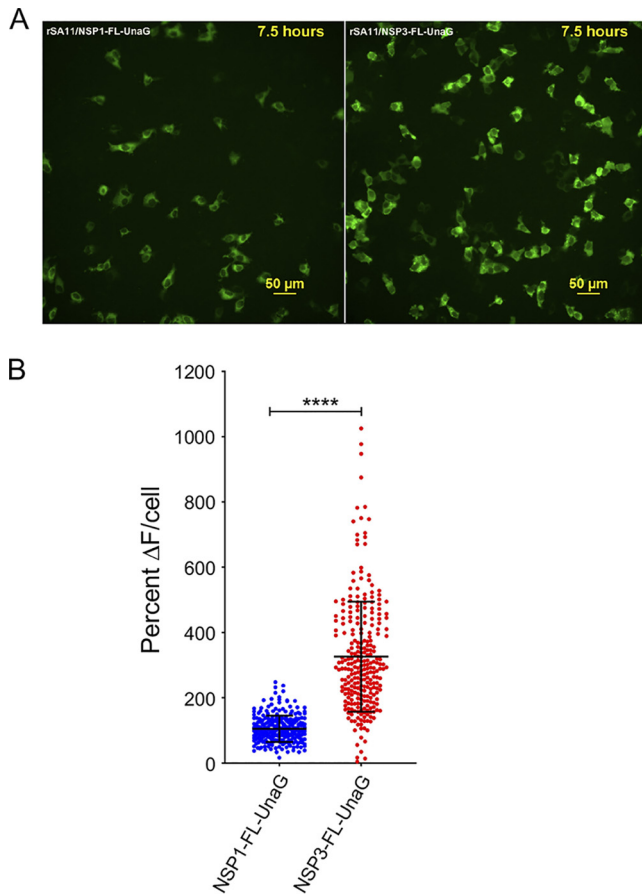 A
rSA11/NSP1-FL-UnaG
7.5 hours
rSA11/NSP3-FL-UnaG
7.5 hours
50 µm
50 µm
B
1200
1000
800
600
400
200
0
Percent ΔF/cell
****
NSP1-FL-UnaG
NSP3-FL-UnaG